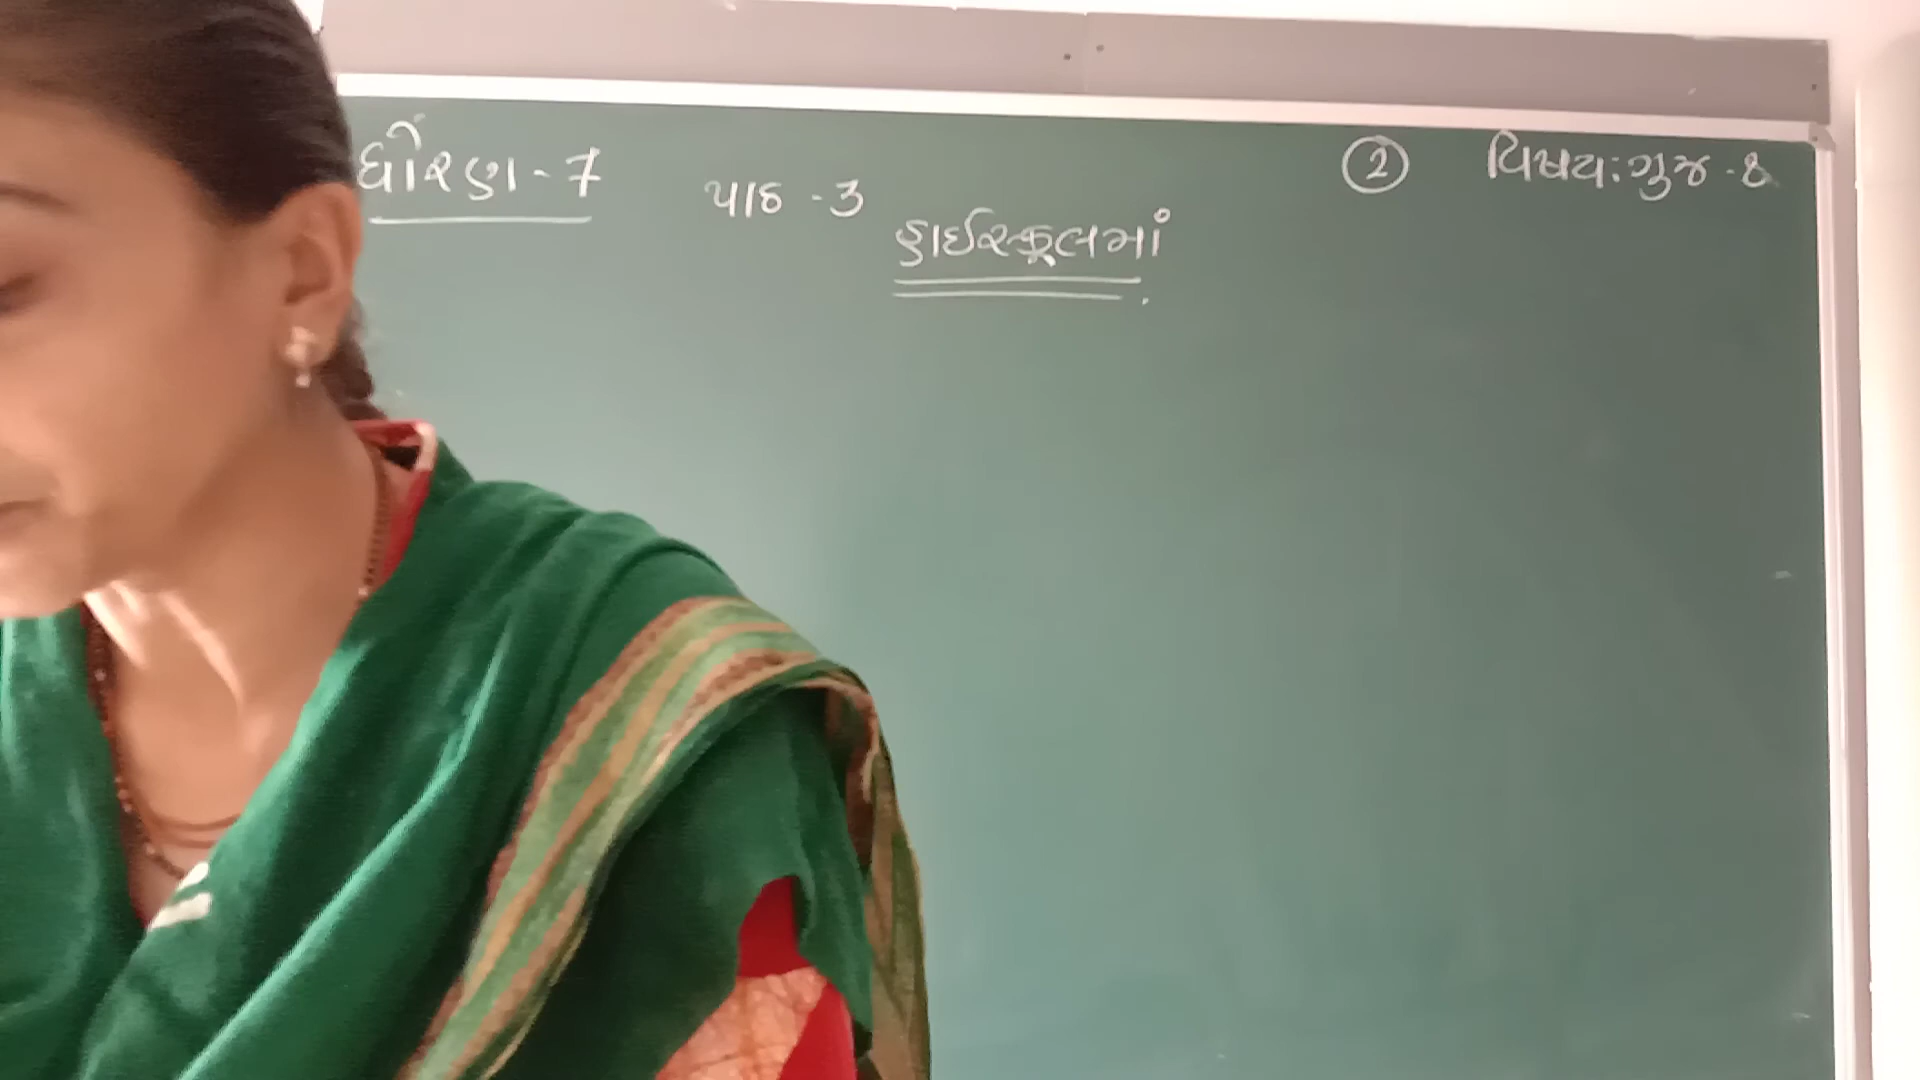 ધોરણ - 7
પાઠ - 3
② વિષય: ગુજ - 8
હાઈસ્કૂલમાં